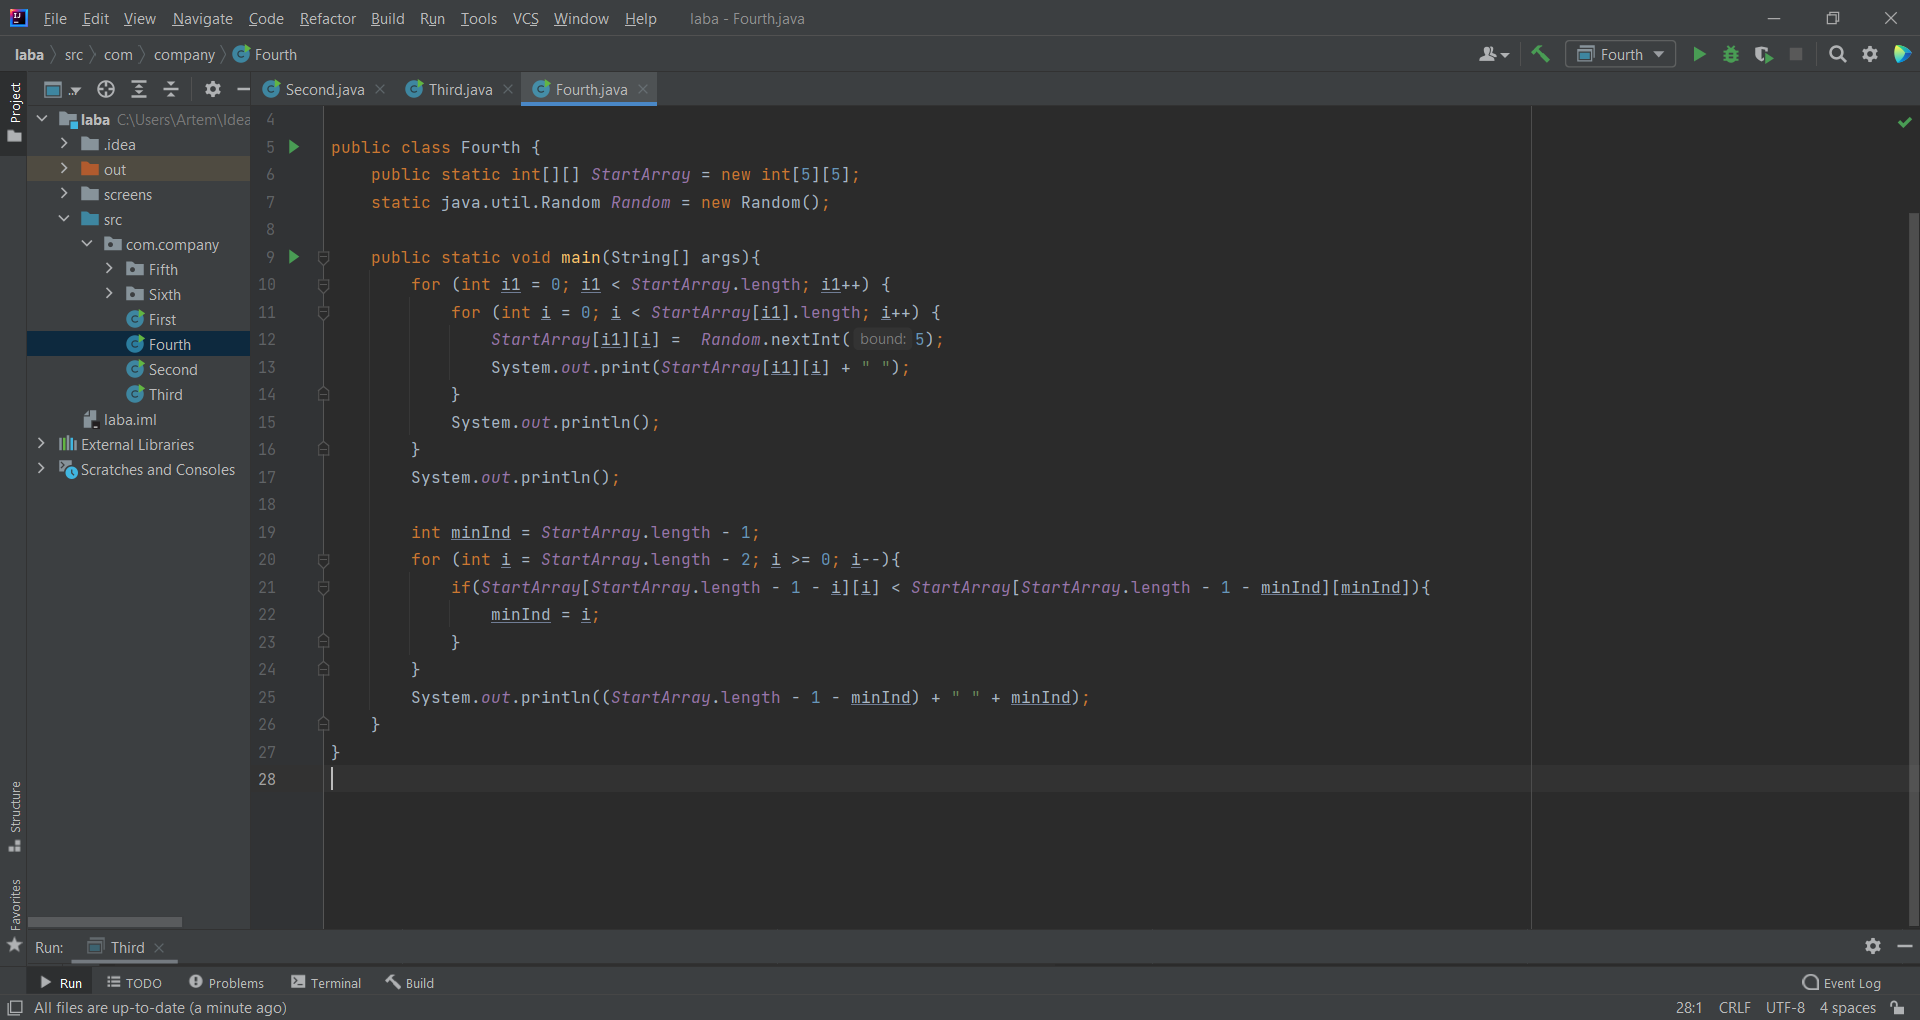 File Edit View Navigate Code Refactor Build Run Tools VCS Window Help laba - Fourth.java
laba src com company Fourth
Fourth
Project
Second.java Third.java Fourth.java
laba C:\Users\Artem\Idea
.idea
out
screens
src
com.company
Fifth
Sixth
First
Fourth
Second
Third
laba.iml
External Libraries
Scratches and Consoles
4
5 public class Fourth {
6 public static int[][] StartArray = new int[5][5];
7 static java.util.Random Random = new Random();
8
9 public static void main(String[] args){
10 for (int i1 = 0; i1 < StartArray.length; i1++) {
11 for (int i = 0; i < StartArray[i1].length; i++) {
12 StartArray[i1][i] =  Random.nextInt( bound: 5);
13 System.out.print(StartArray[i1][i] + " ");
14 }
15 System.out.println();
16 }
17 System.out.println();
18
19 int minInd = StartArray.length - 1;
20 for (int i = StartArray.length - 2; i >= 0; i--){
21 if(StartArray[StartArray.length - 1 - i][i] < StartArray[StartArray.length - 1 - minInd][minInd]){
22 minInd = i;
23 }
24 }
25 System.out.println((StartArray.length - 1 - minInd) + " " + minInd);
26 }
27 }
28
Structure
Favorites
Run: Third
Run TODO Problems Terminal Build Event Log
All files are up-to-date (a minute ago) 28:1 CRLF UTF-8 4 spaces